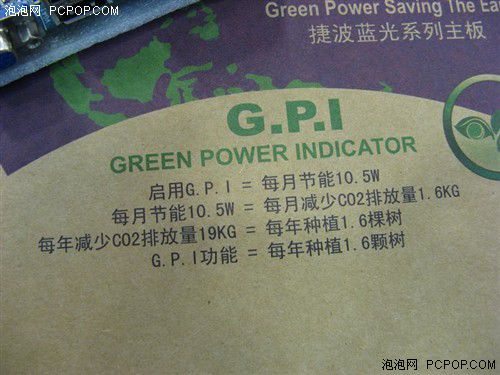 泡泡网 PCPOP.COM
Green Power Saving The Ea
捷波蓝光系列主板
G.P.I
GREEN POWER INDICATOR
启用G.P.I = 每月节能10.5W
每月节能10.5W = 每月减少CO2排放量1.6KG
每年减少CO2排放量19KG = 每年种植1.6棵树
G.P.I功能 = 每年种植1.6颗树
泡泡网 PCPOP.COM